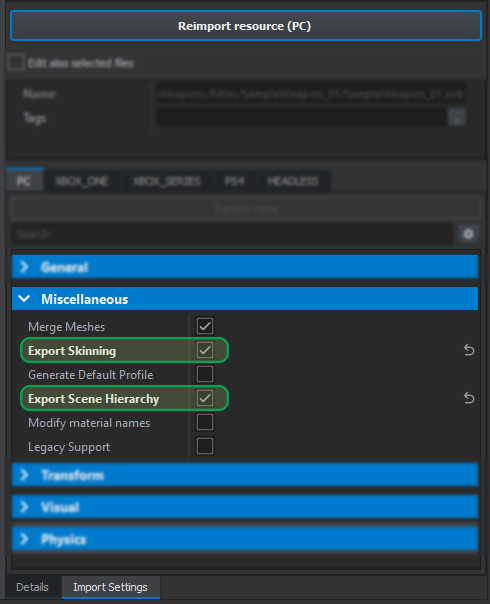 Reimport resource (PC)
Edit also selected files
Name Weapons/Rifles/SampleWeapon_01/SampleWeapon_01.xob
Tags ...
PC XBOX_ONE XBOX_SERIES PS4 HEADLESS
Search
General
Miscellaneous
Merge Meshes
Export Skinning
Generate Default Profile
Export Scene Hierarchy
Modify material names
Legacy Support
Transform
Visual
Physics
Details Import Settings